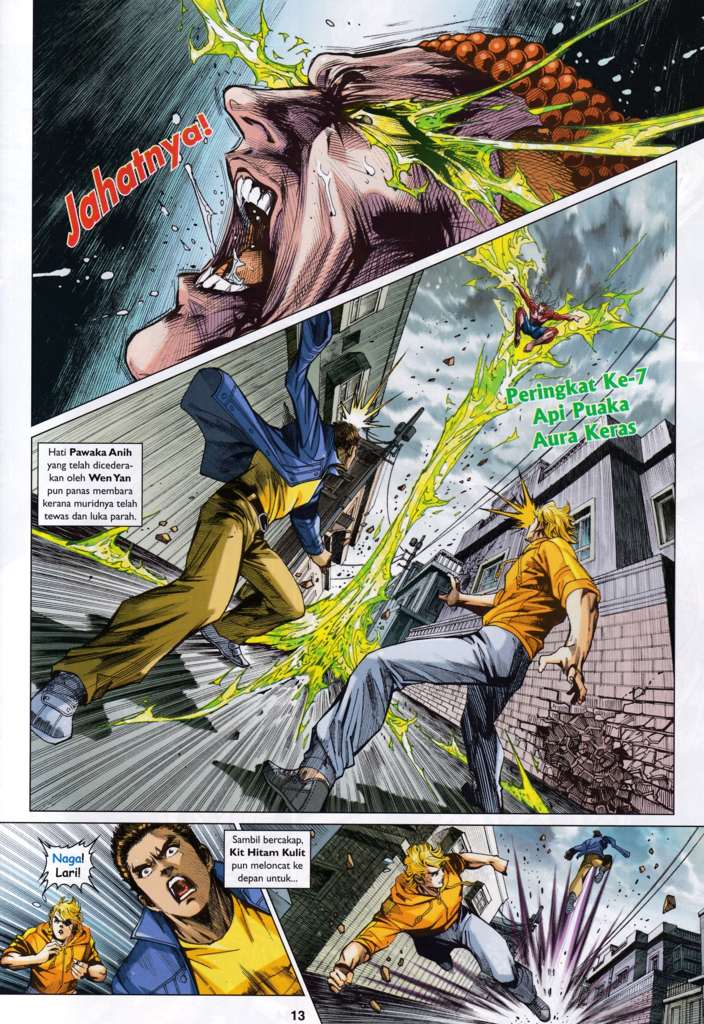 Jahatnya!
Hati Pawaka Anih
yang telah dicedera-
kan oleh Wen Yan
pun panas membara
kerana muridnya telah
tewas dan luka parah.
Peringkat Ke-7
Api Puaka
Aura Keras
Naga!
Lari!
Sambil bercakap,
Kit Hitam Kulit
pun meloncat ke
depan untuk...
13